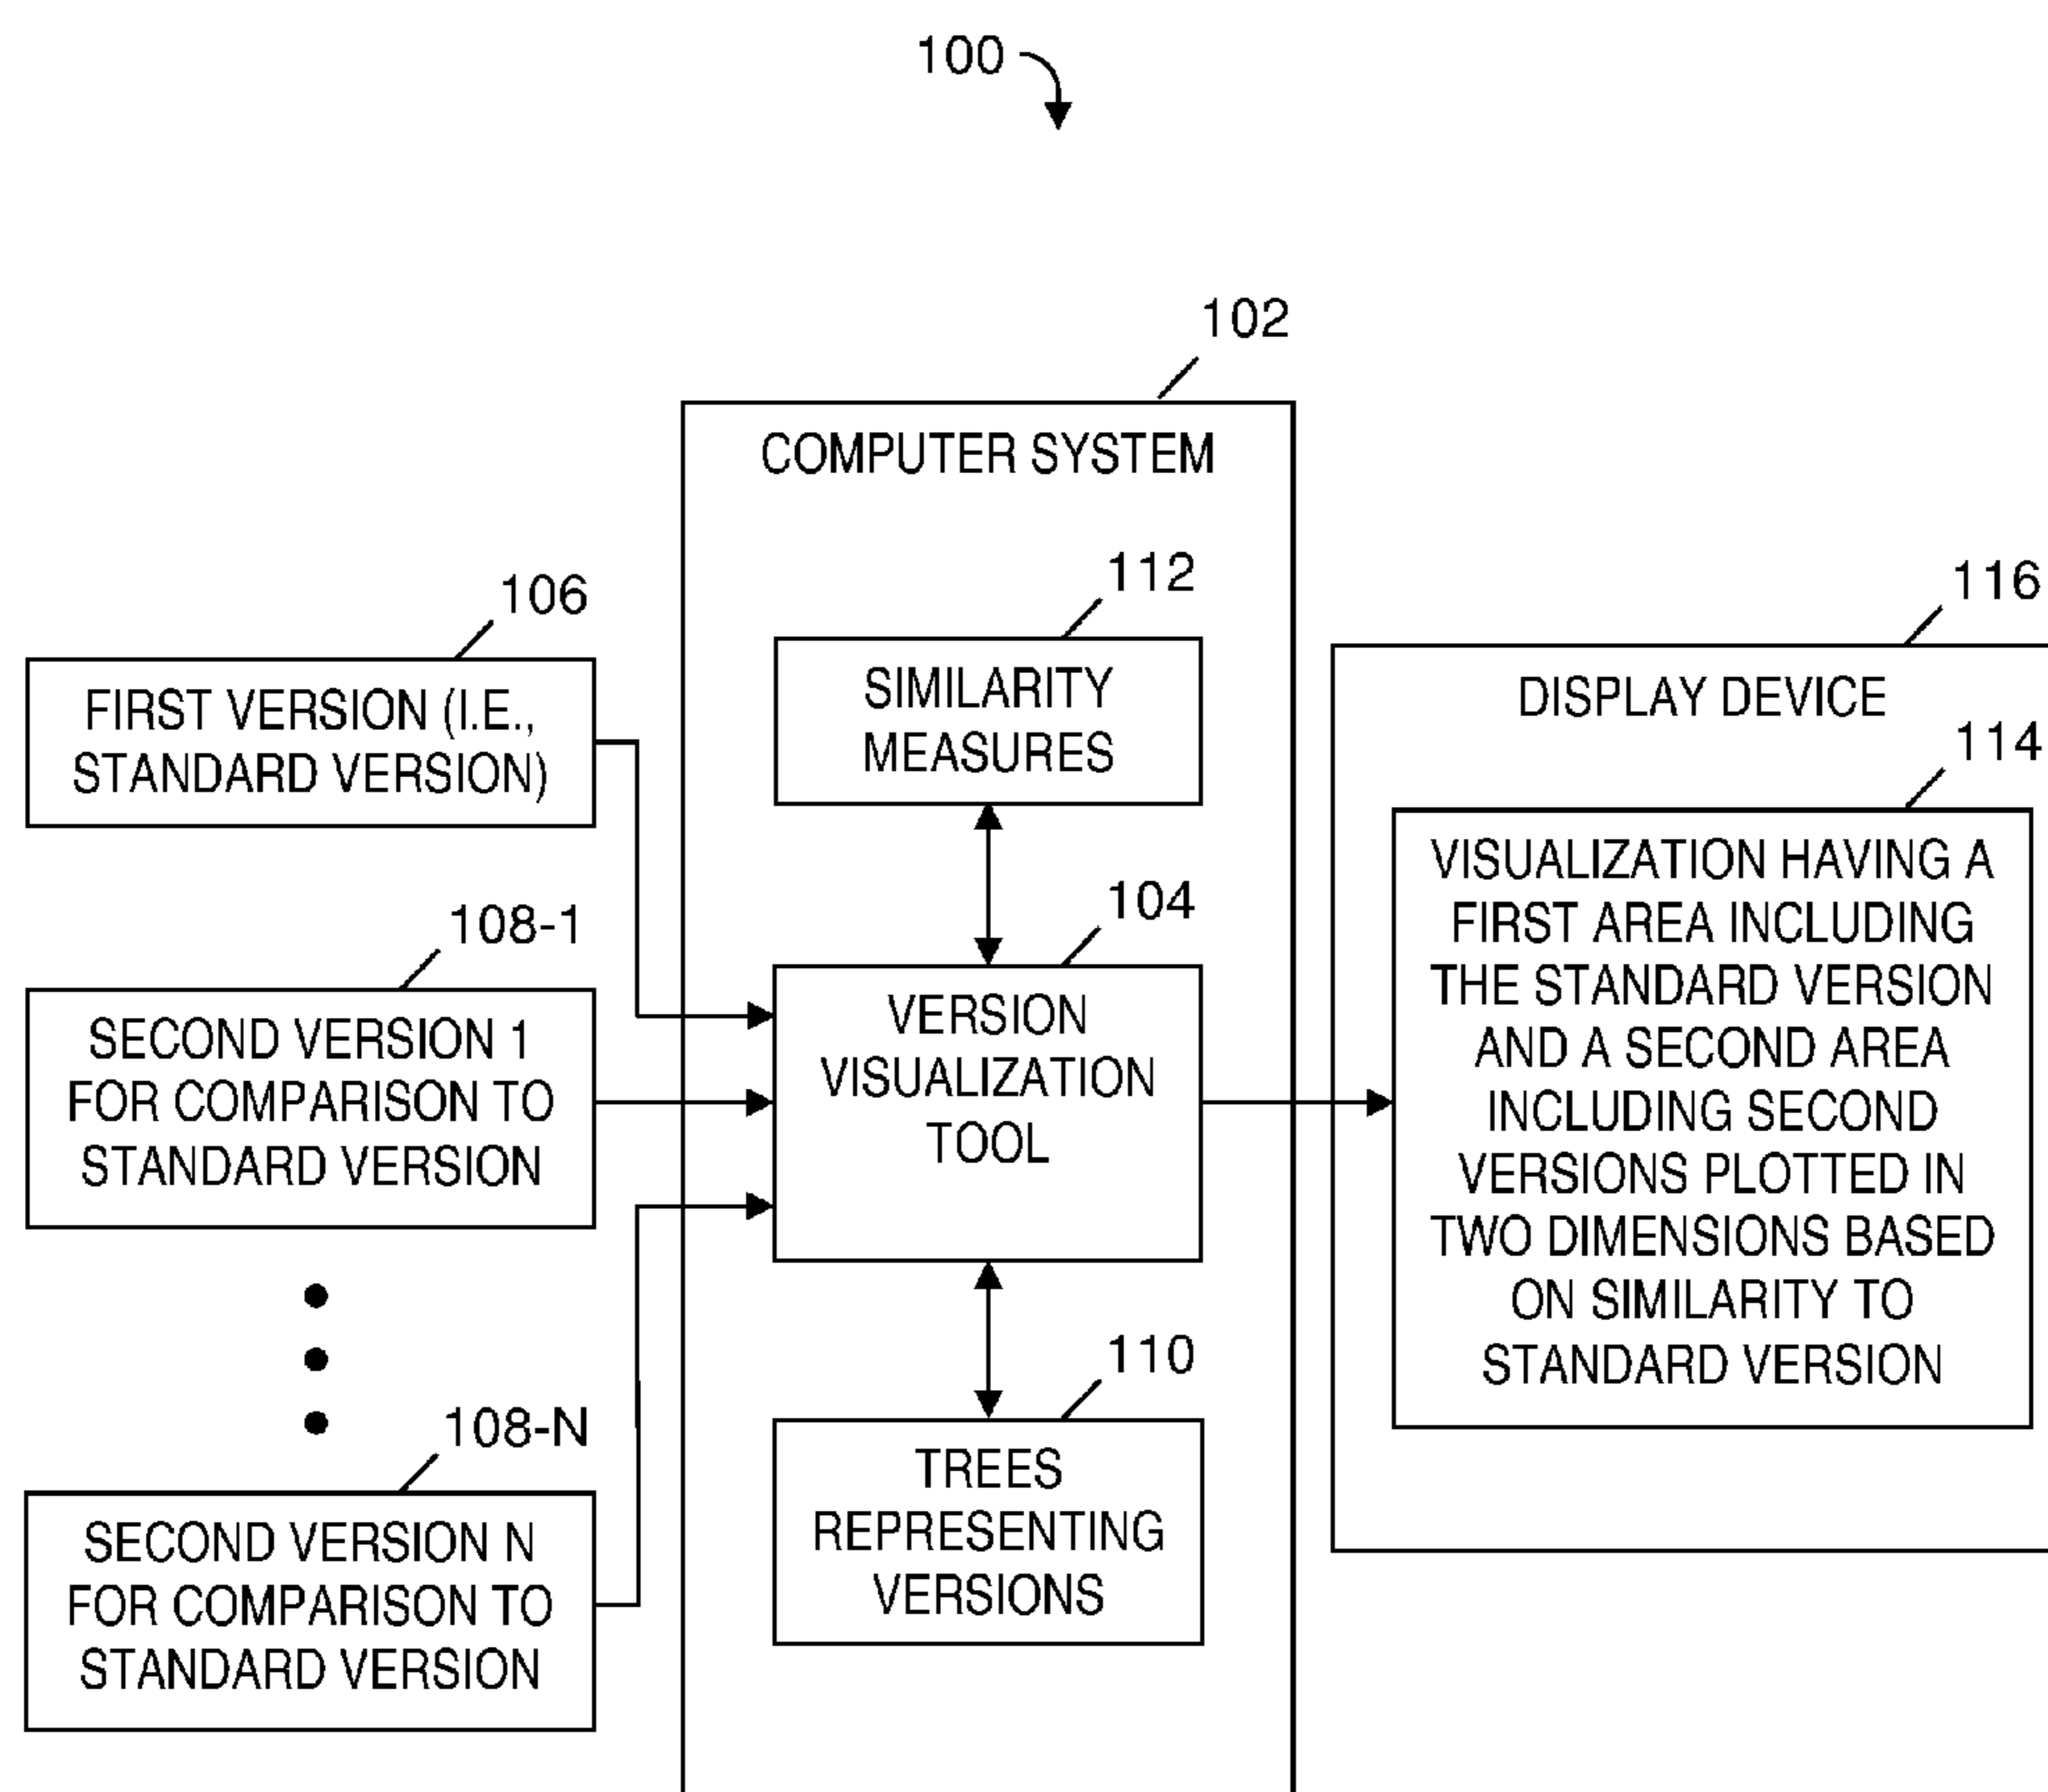 100
102
COMPUTER SYSTEM
106
FIRST VERSION (I.E.,
STANDARD VERSION)
108-1
SECOND VERSION 1
FOR COMPARISON TO
STANDARD VERSION
108-N
SECOND VERSION N
FOR COMPARISON TO
STANDARD VERSION
112
SIMILARITY
MEASURES
104
VERSION
VISUALIZATION
TOOL
110
TREES
REPRESENTING
VERSIONS
116
DISPLAY DEVICE
114
VISUALIZATION HAVING A
FIRST AREA INCLUDING
THE STANDARD VERSION
AND A SECOND AREA
INCLUDING SECOND
VERSIONS PLOTTED IN
TWO DIMENSIONS BASED
ON SIMILARITY TO
STANDARD VERSION